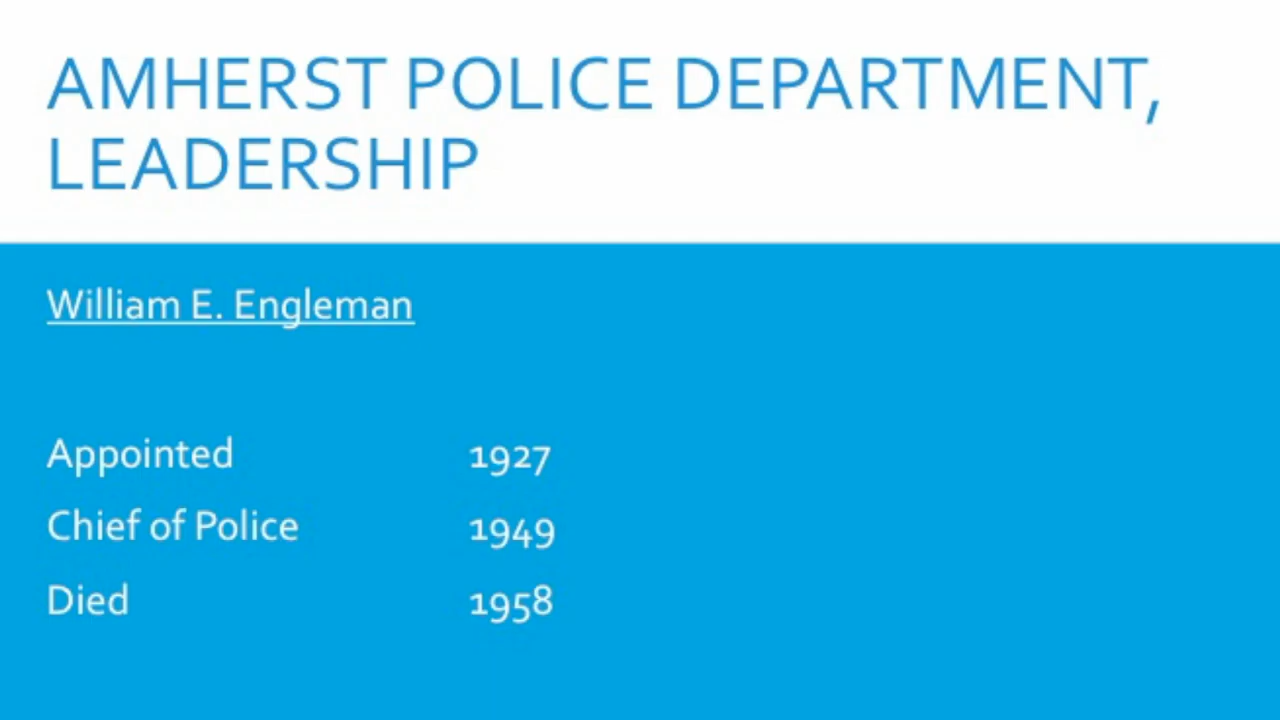 AMHERST POLICE DEPARTMENT,
LEADERSHIP
William E. Engleman
Appointed 1927
Chief of Police 1949
Died 1958